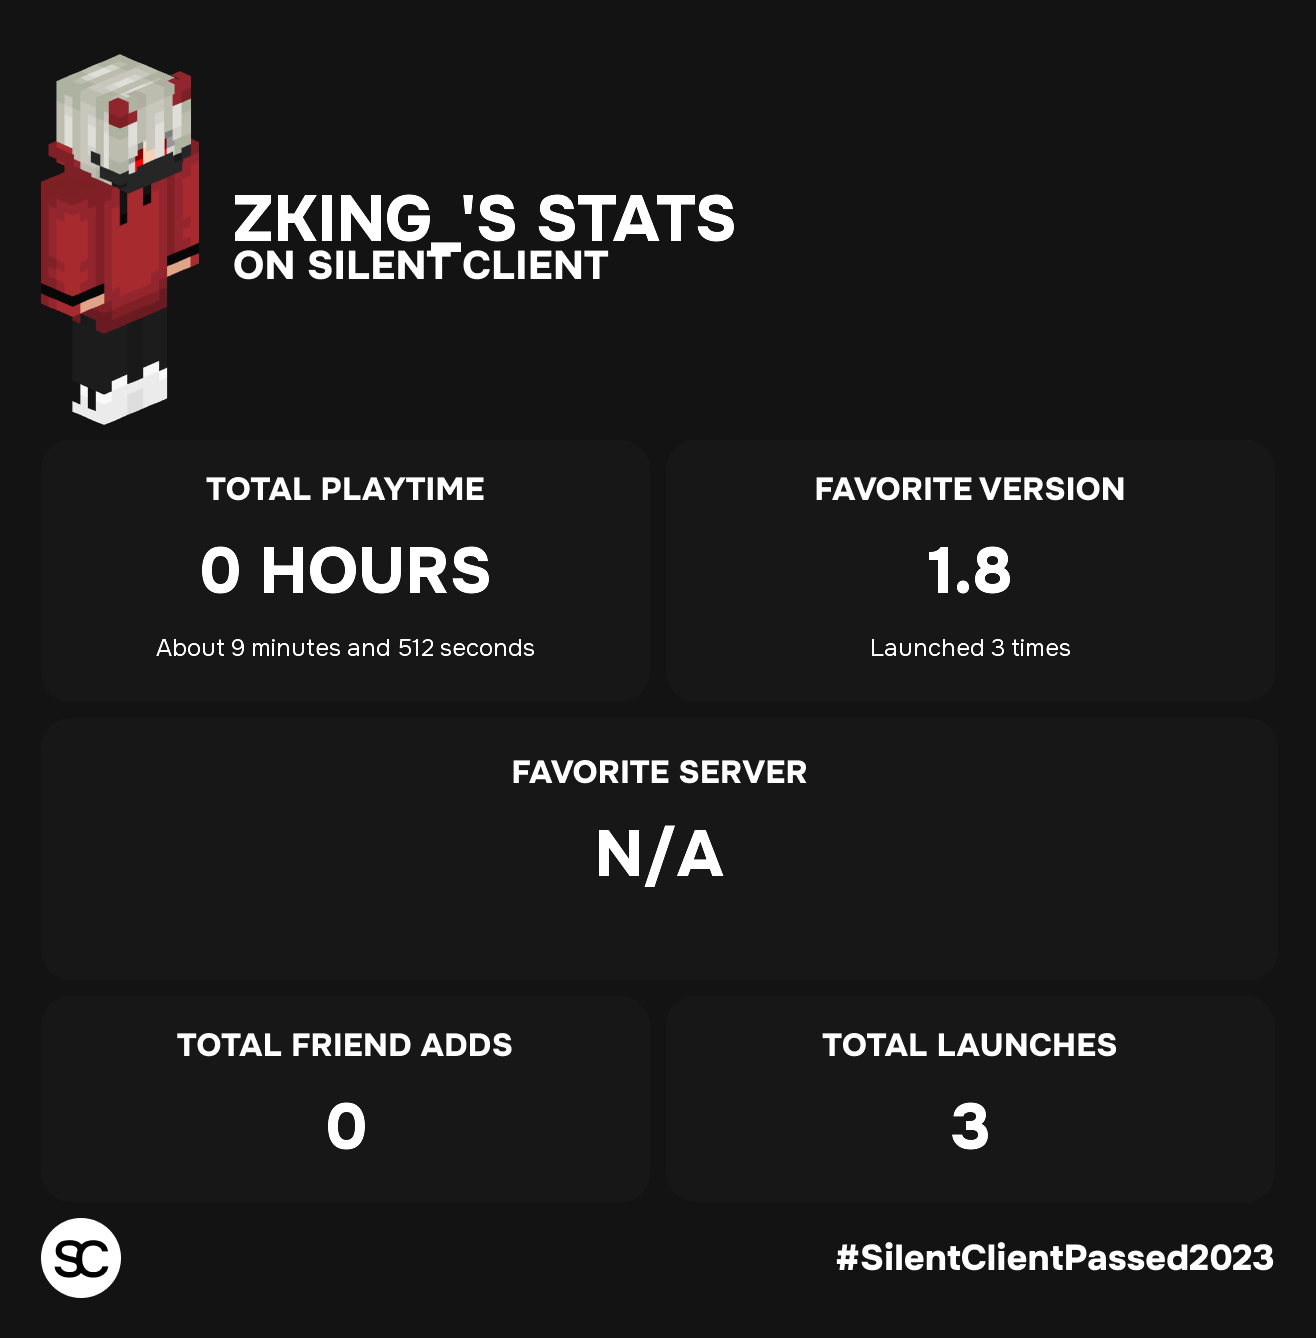 ZKING_'S STATS
ON SILENT CLIENT
TOTAL PLAYTIME
0 HOURS
About 9 minutes and 512 seconds
FAVORITE VERSION
1.8
Launched 3 times
FAVORITE SERVER
N/A
TOTAL FRIEND ADDS
0
TOTAL LAUNCHES
3
SC
#SilentClientPassed2023